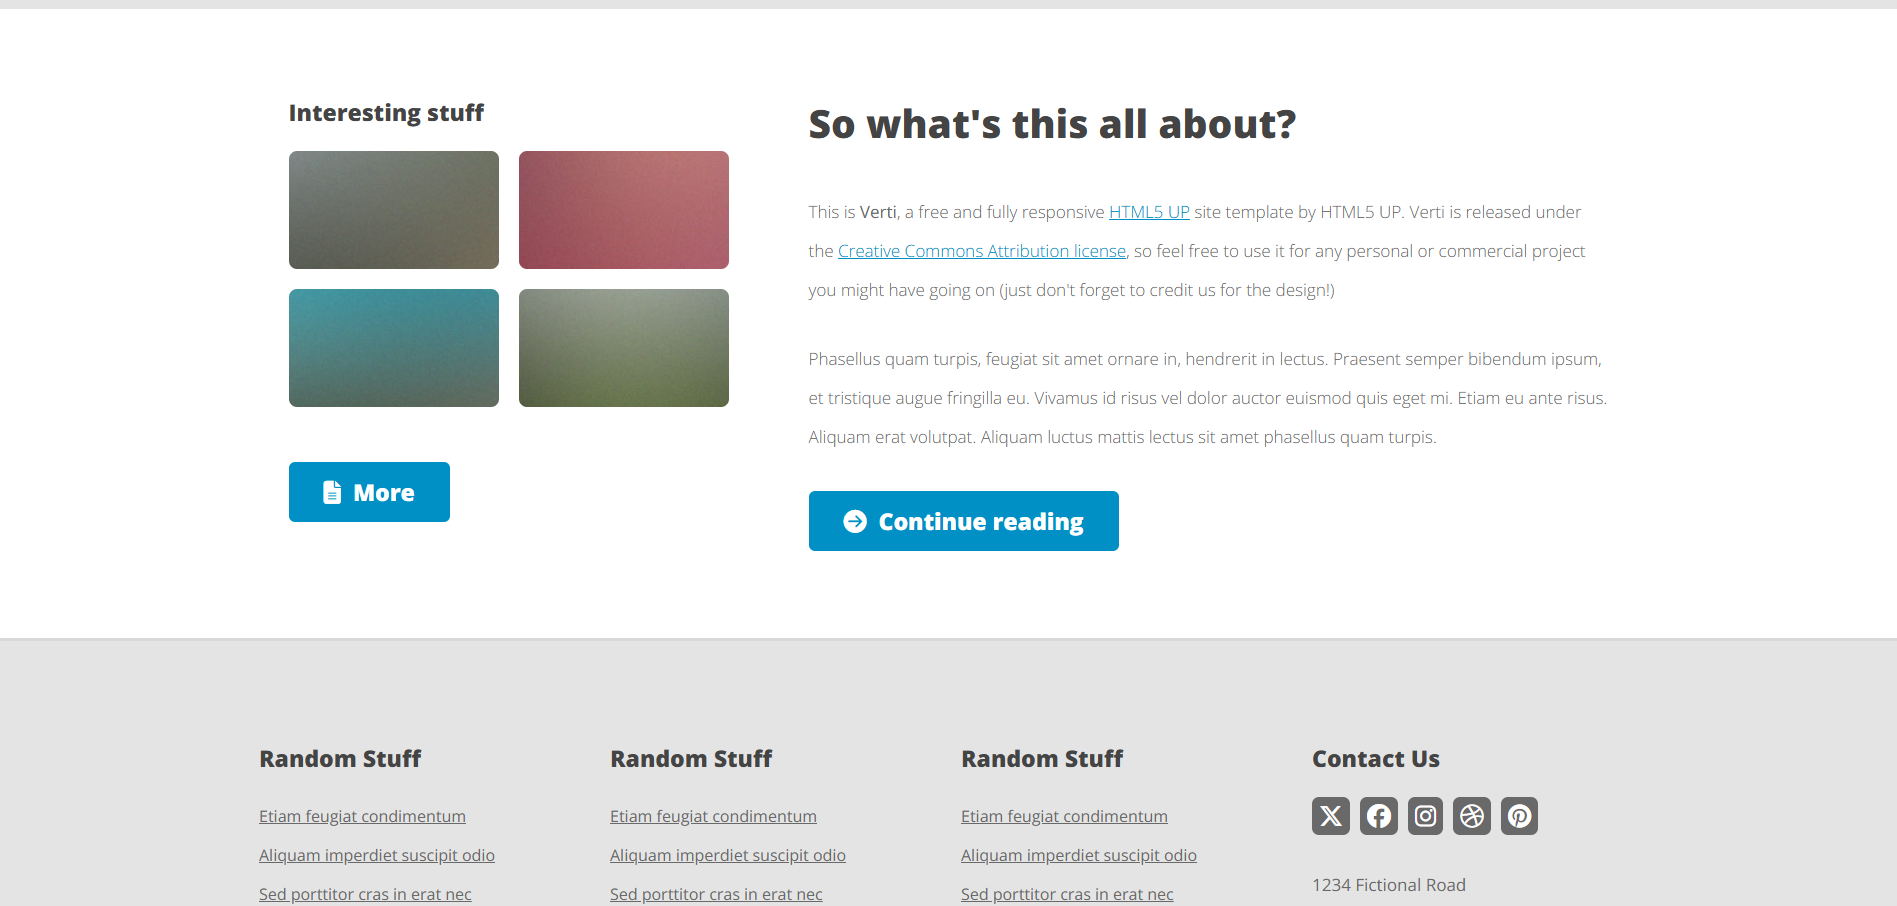 Interesting stuff
More
So what's this all about?
This is Verti, a free and fully responsive HTML5 UP site template by HTML5 UP. Verti is released under
the Creative Commons Attribution license, so feel free to use it for any personal or commercial project
you might have going on (just don't forget to credit us for the design!)
Phasellus quam turpis, feugiat sit amet ornare in, hendrerit in lectus. Praesent semper bibendum ipsum,
et tristique augue fringilla eu. Vivamus id risus vel dolor auctor euismod quis eget mi. Etiam eu ante risus.
Aliquam erat volutpat. Aliquam luctus mattis lectus sit amet phasellus quam turpis.
Continue reading
Random Stuff
Etiam feugiat condimentum
Aliquam imperdiet suscipit odio
Sed porttitor cras in erat nec
Random Stuff
Etiam feugiat condimentum
Aliquam imperdiet suscipit odio
Sed porttitor cras in erat nec
Random Stuff
Etiam feugiat condimentum
Aliquam imperdiet suscipit odio
Sed porttitor cras in erat nec
Contact Us
1234 Fictional Road